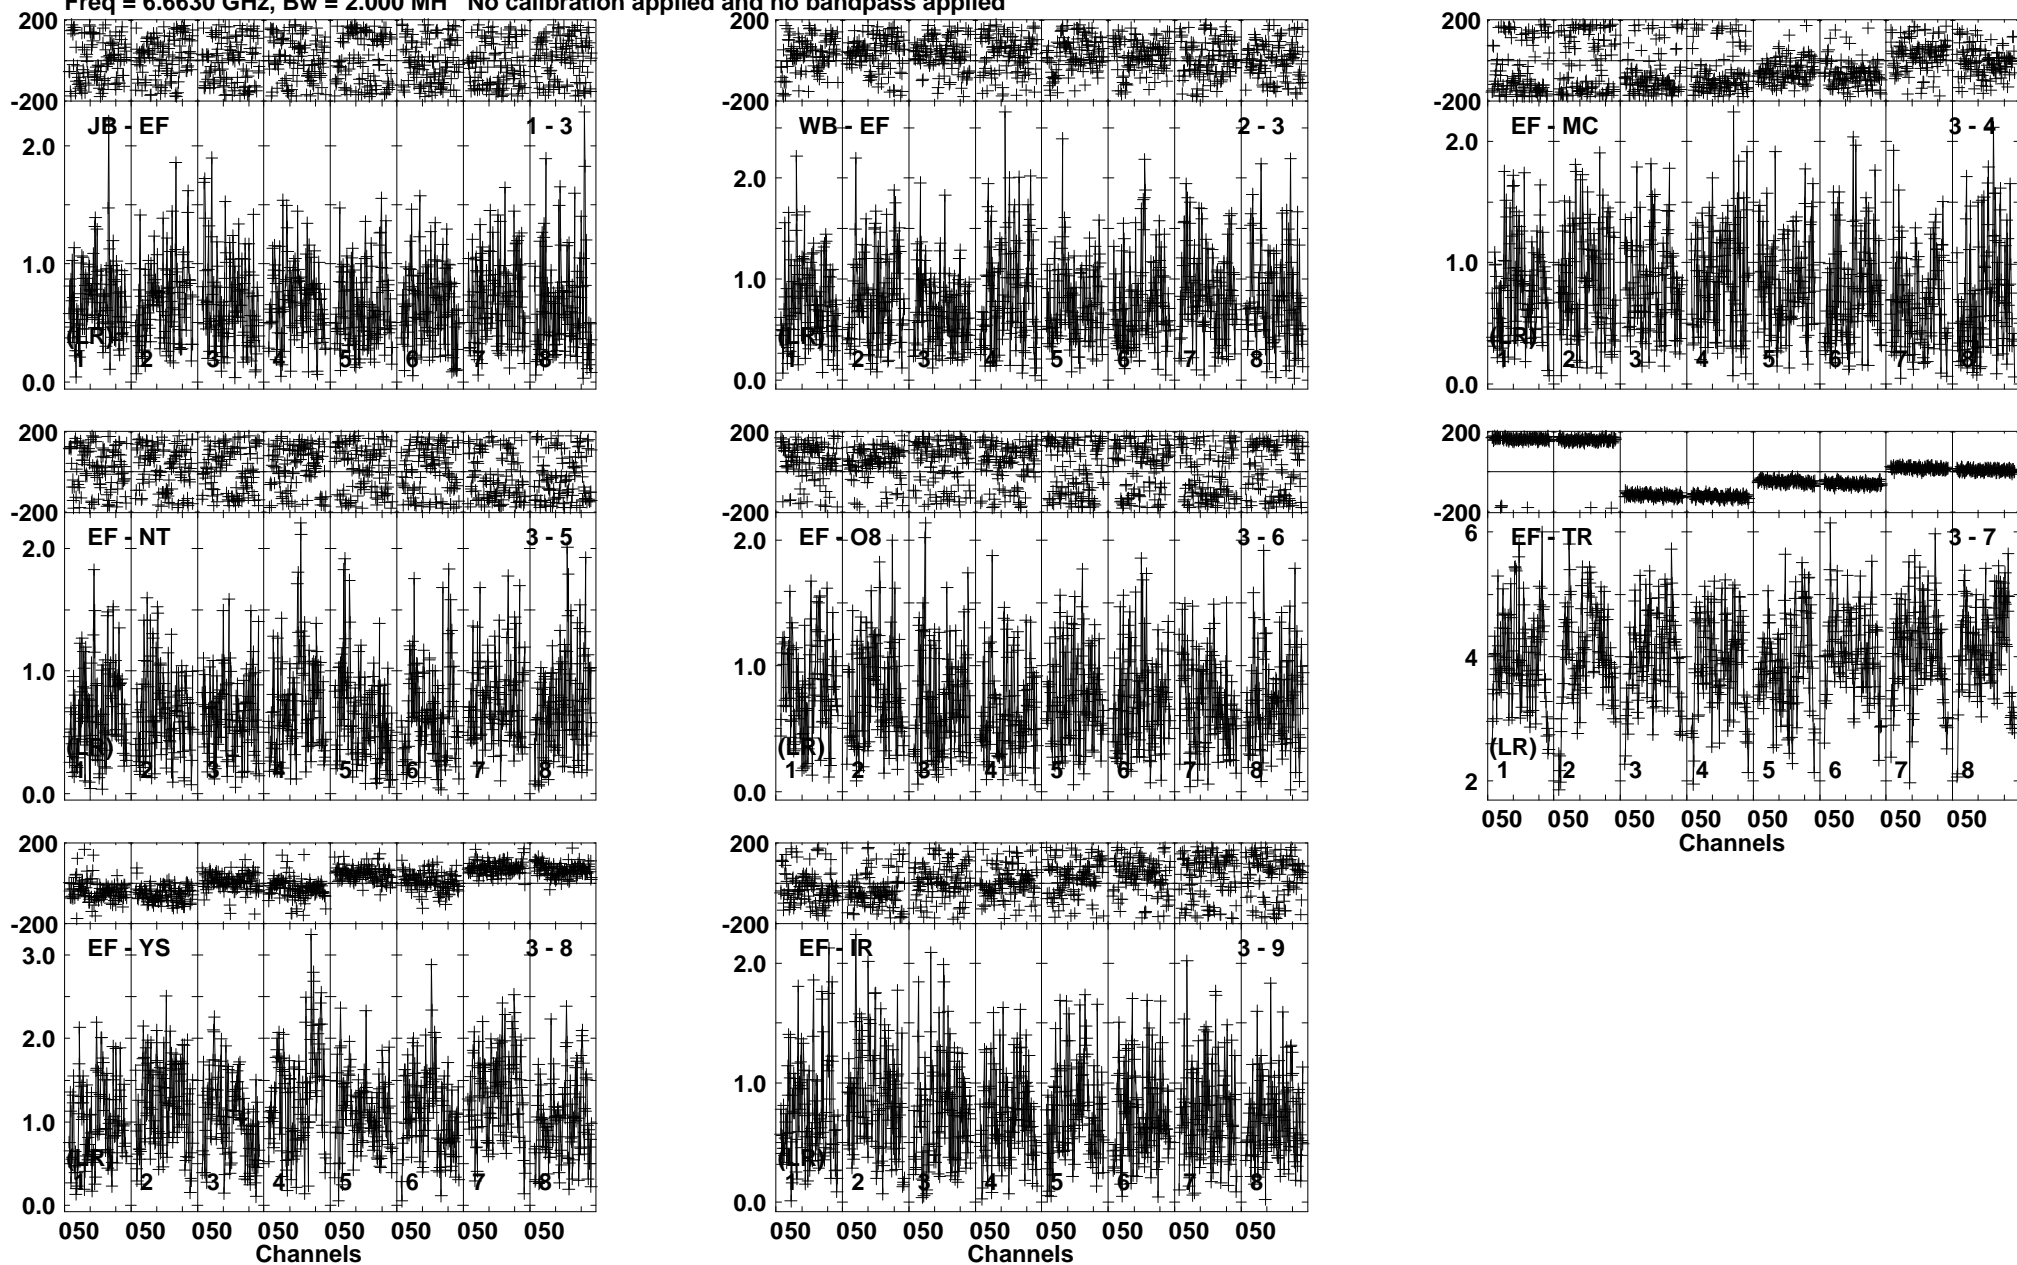 Freq = 6.6630 GHz, Bw = 2.000 MH No calibration applied and no bandpass applied
200
-200
JB - EF 1 - 3
2.0
1.0
0.0
(LR)
1 2 3 4 5 6 7 8
200
-200
WB - EF 2 - 3
2.0
1.0
0.0
(LR)
1 2 3 4 5 6 7 8
200
-200
EF - MC 3 - 4
2.0
1.0
0.0
(LR)
1 2 3 4 5 6 7 8
200
-200
EF - NT 3 - 5
2.0
1.0
0.0
(LR)
1 2 3 4 5 6 7 8
200
-200
EF - O8 3 - 6
2.0
1.0
0.0
(LR)
1 2 3 4 5 6 7 8
200
-200
EF - TR 3 - 7
6
4
2
(LR)
1 2 3 4 5 6 7 8
050 050 050 050 050 050 050 050
Channels
200
-200
EF - YS 3 - 8
3.0
2.0
1.0
0.0
(LR)
1 2 3 4 5 6 7 8
050 050 050 050 050 050 050 050
Channels
200
-200
EF - IR 3 - 9
2.0
1.0
0.0
(LR)
1 2 3 4 5 6 7 8
050 050 050 050 050 050 050 050
Channels